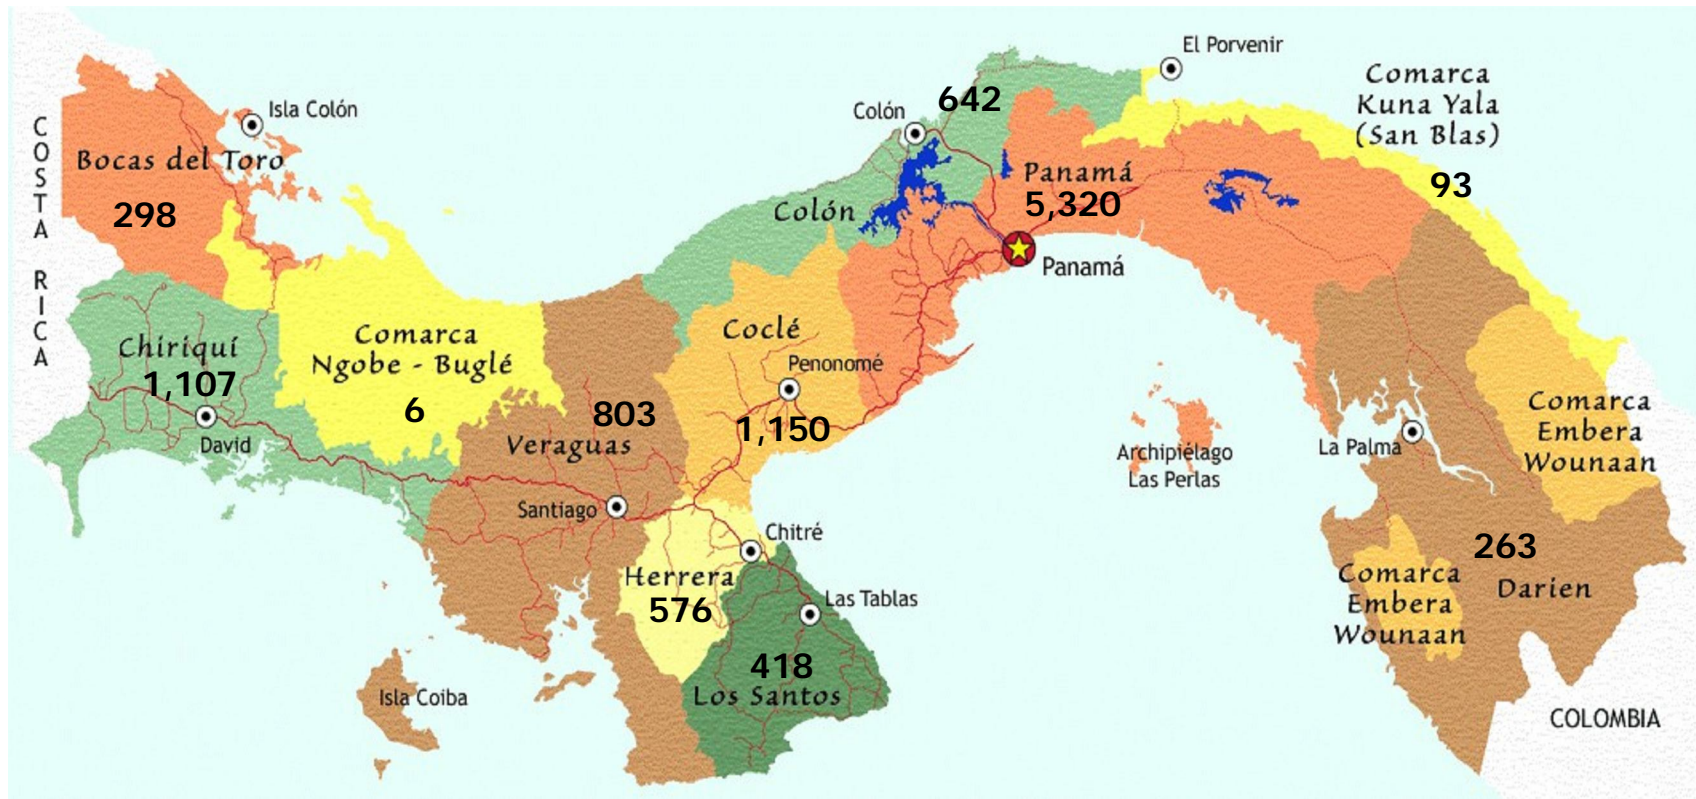 El Porvenir
Comarca
Kuna Yala
(San Blas)
93
Isla Colón
Colón
642
C
O
S
T
A
R
I
C
A
Bocas del Toro
298
Panamá
5,320
Colón
Panamá
Chiriquí
1,107
David
Comarca
Ngobe - Buglé
6
Coclé
Penonomé
1,150
803
Veraguas
Santiago
Archipiélago
Las Perlas
La Palma
Comarca
Embera
Wounaan
Chitré
Herrera
576
Las Tablas
418
Los Santos
Isla Coiba
263
Darien
Comarca
Embera
Wounaan
COLOMBIA